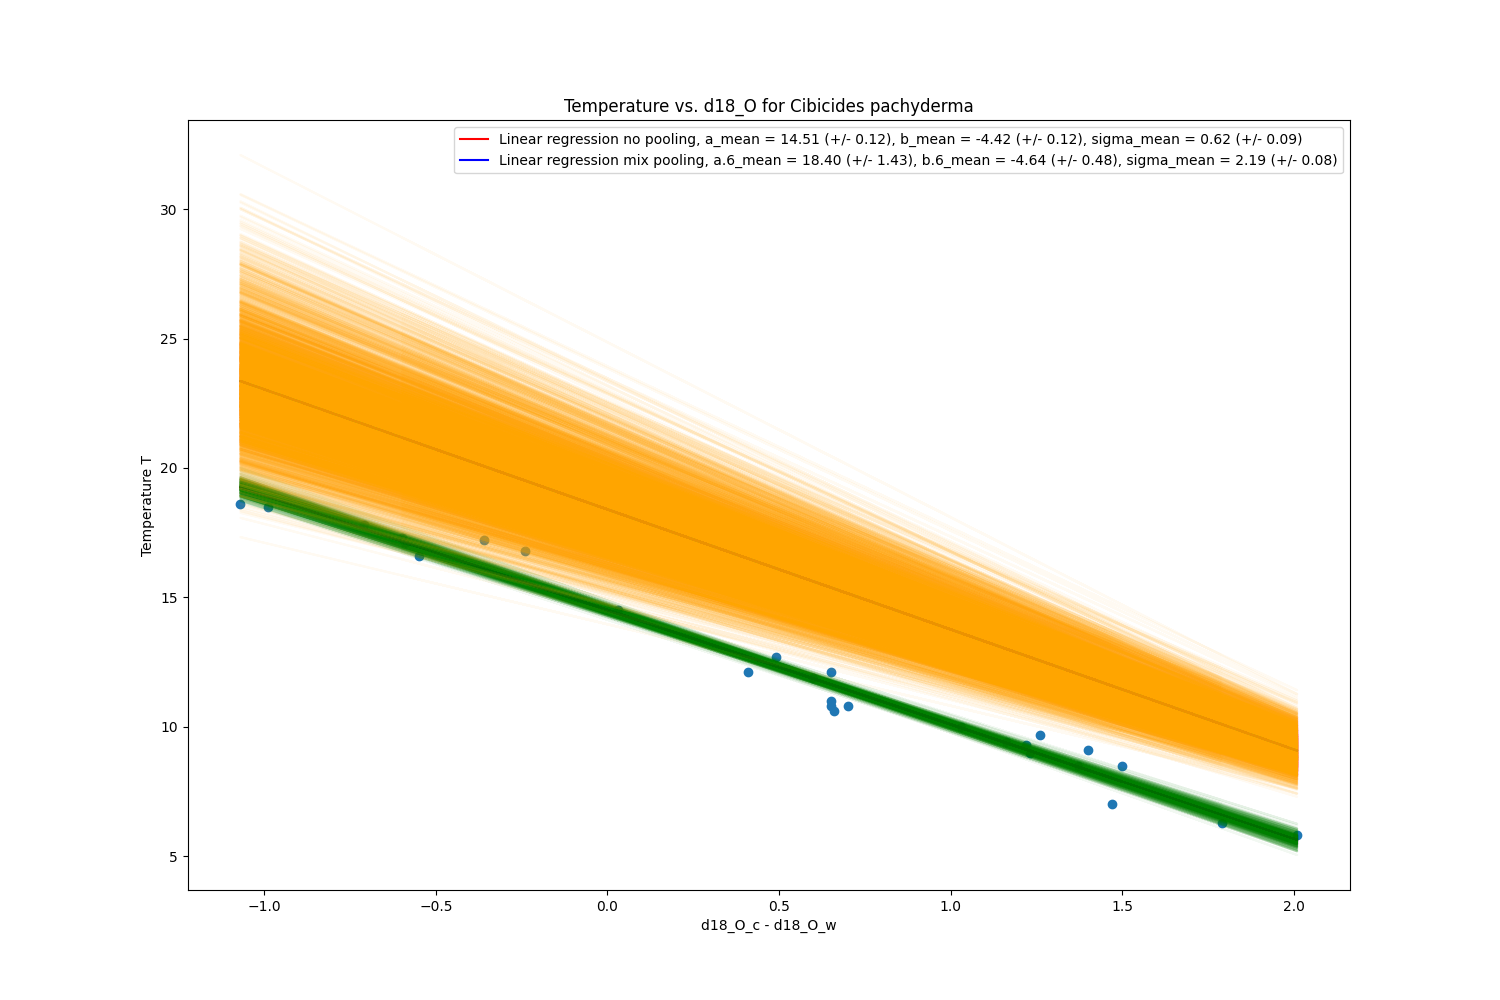 Temperature vs. d18_O for Cibicides pachyderma
Linear regression no pooling, a_mean = 14.51 (+/- 0.12), b_mean = -4.42 (+/- 0.12), sigma_mean = 0.62 (+/- 0.09)
Linear regression mix pooling, a.6_mean = 18.40 (+/- 1.43), b.6_mean = -4.64 (+/- 0.48), sigma_mean = 2.19 (+/- 0.08)
30
25
20
15
10
5
Temperature T
−1.0 −0.5 0.0 0.5 1.0 1.5 2.0
d18_O_c - d18_O_w